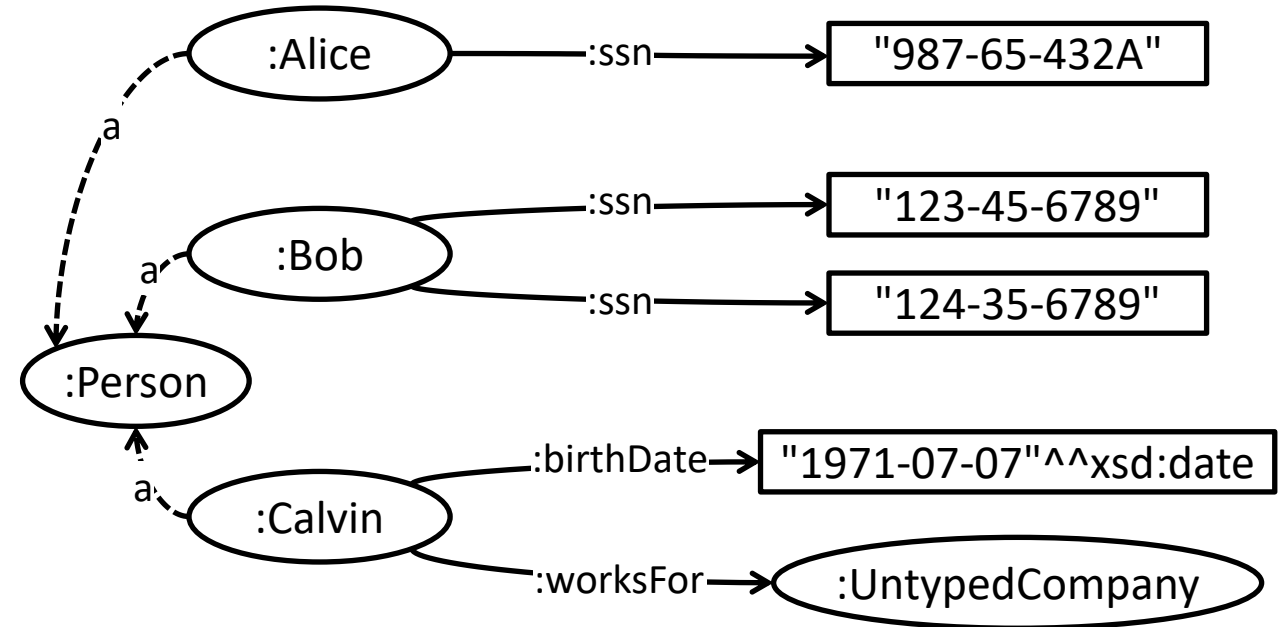 :Alice :ssn "987-65-432A"
a
:ssn "123-45-6789"
:Bob
a
:ssn "124-35-6789"
:Person
:birthDate "1971-07-07"^^xsd:date
a
:Calvin
:worksFor :UntypedCompany